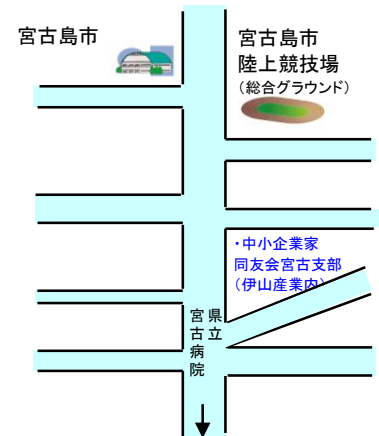 宮古島市
宮古島市
陸上競技場
（総合グラウンド）
・中小企業家
同友会宮古支部
（伊山産業内）
県立
宮古病院